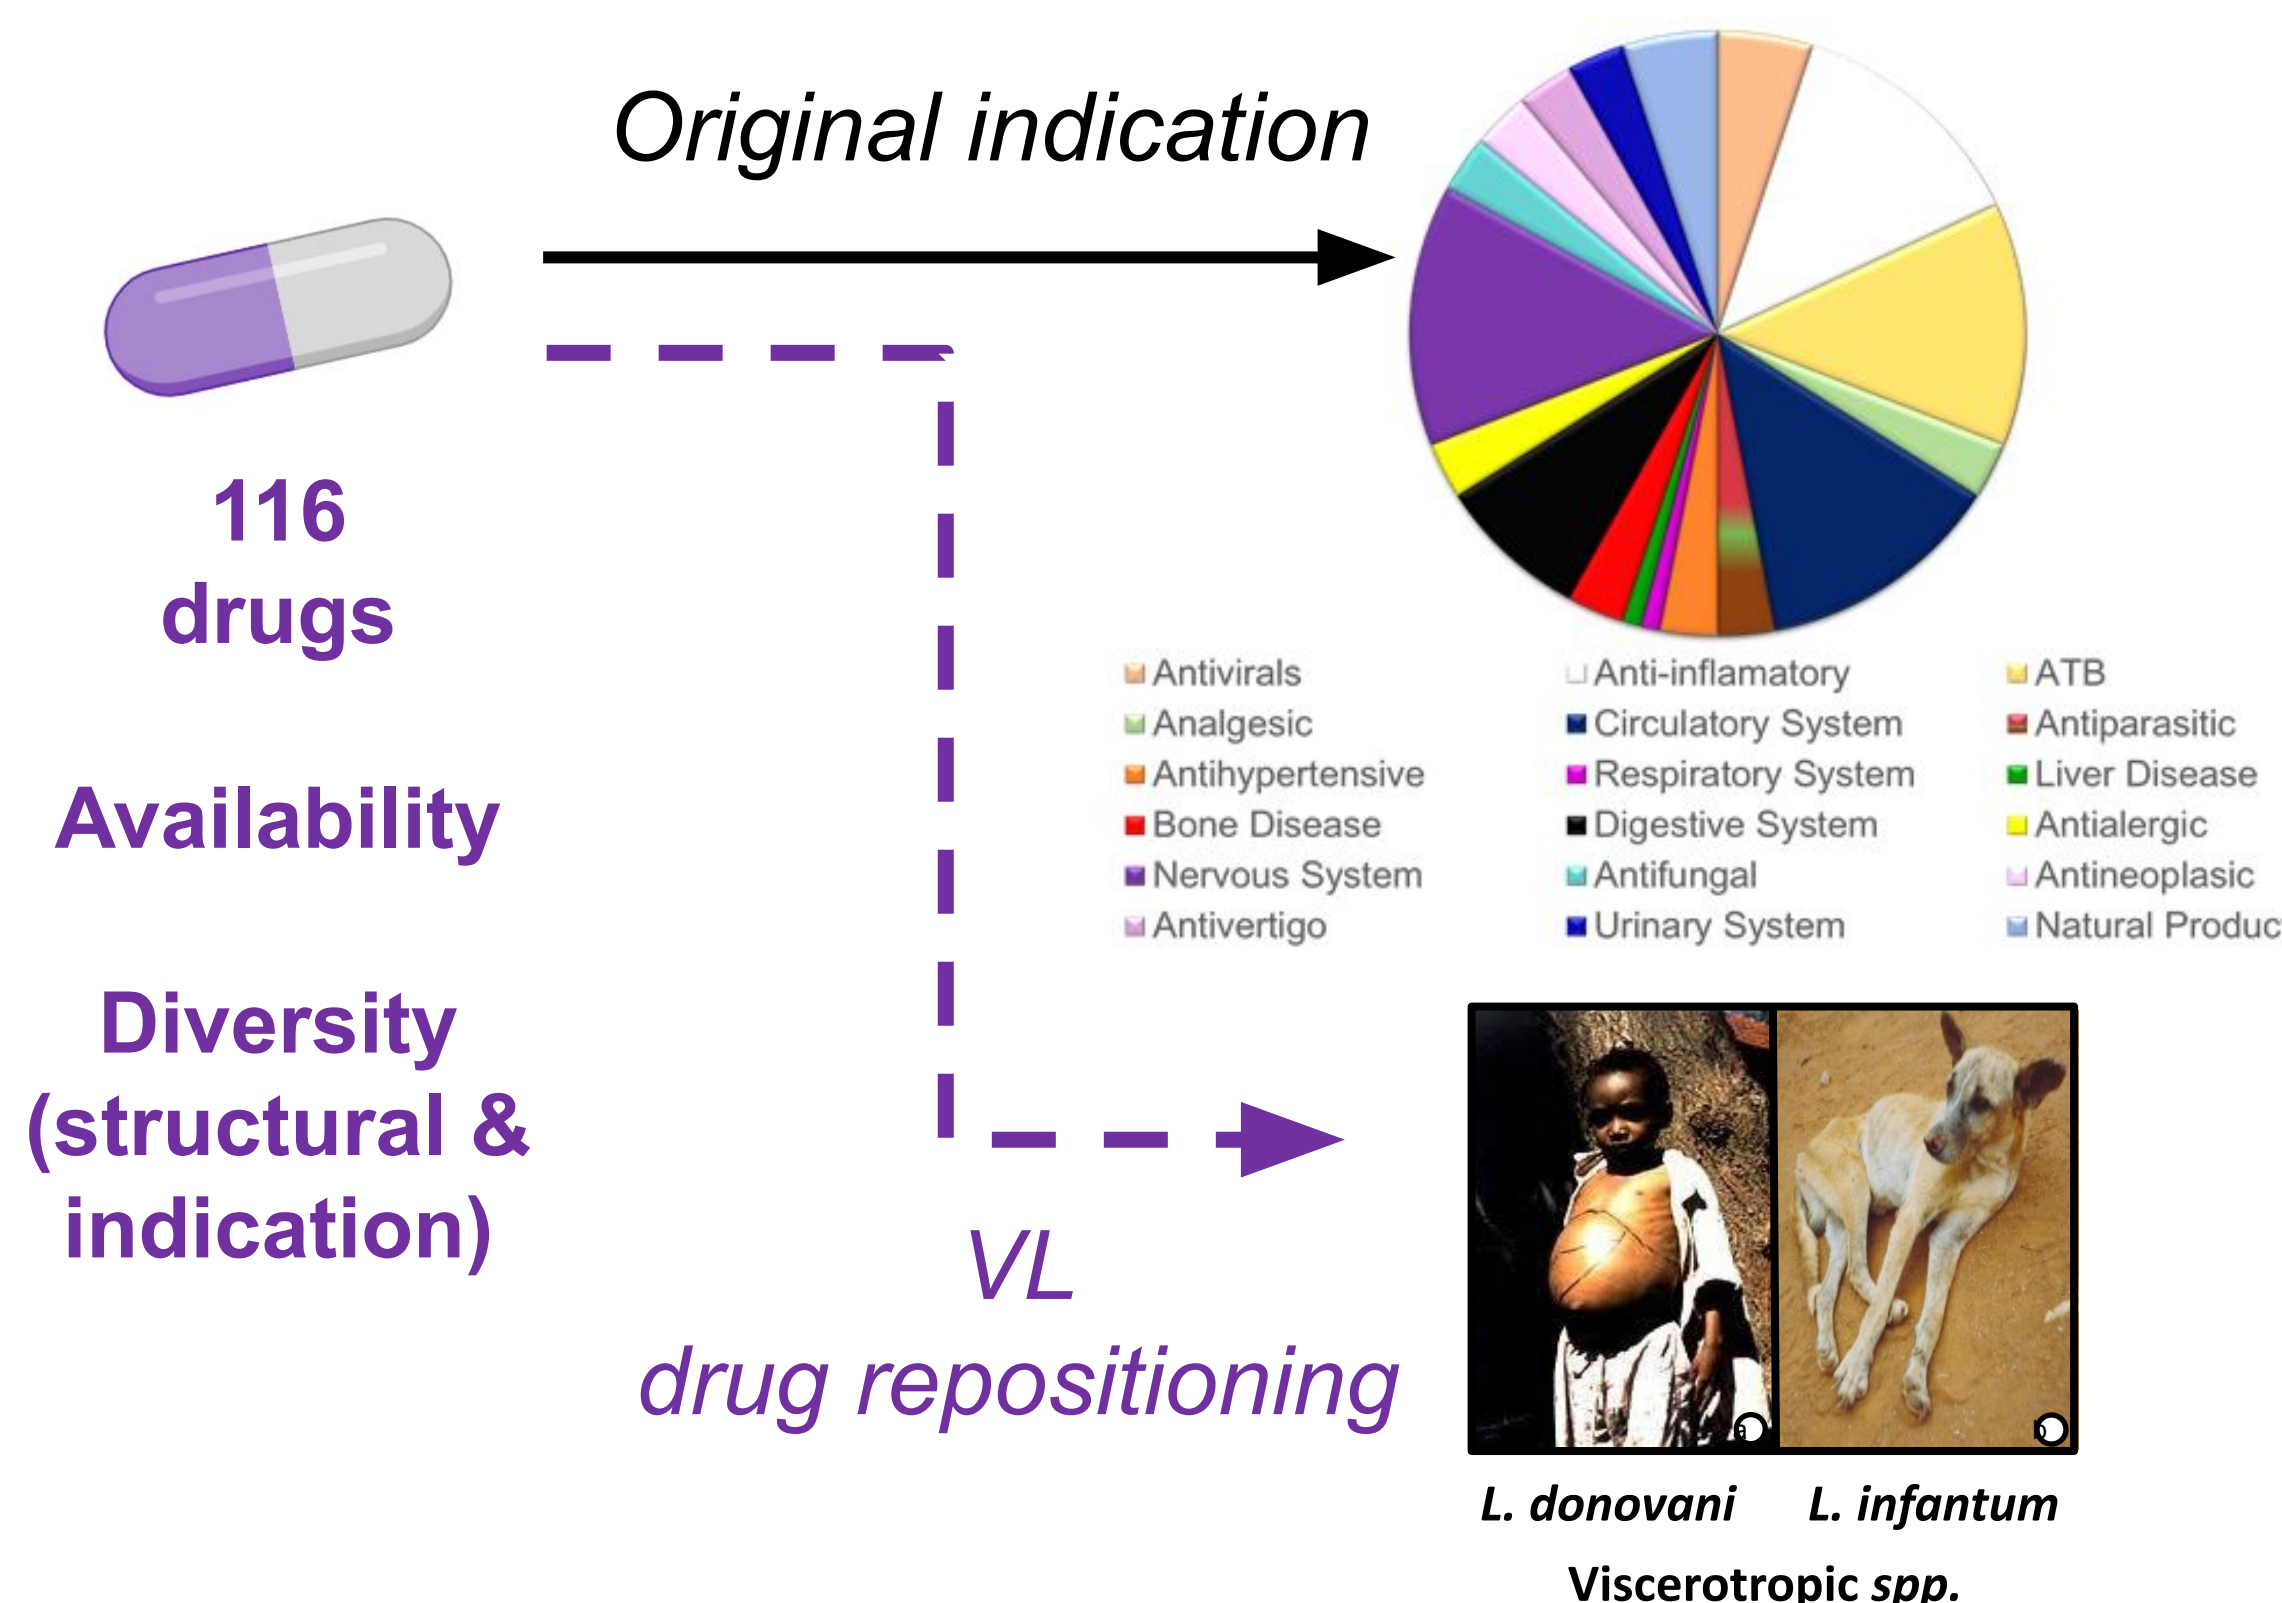 Original indication
116
drugs
Availability
Diversity
(structural &
indication)
Antivirals
Anti-inflamatory
ATB
Analgesic
Circulatory System
Antiparasitic
Antihypertensive
Respiratory System
Liver Disease
Bone Disease
Digestive System
Antialergic
Nervous System
Antifungal
Antineoplasic
Antivertigo
Urinary System
Natural Produc
VL
drug repositioning
a
b
L. donovani
L. infantum
Viscerotropic spp.